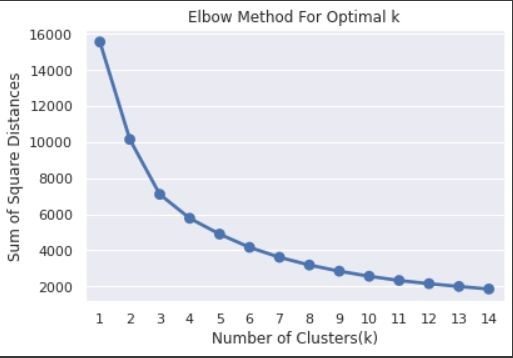 Elbow Method For Optimal k
16000
14000
12000
10000
8000
6000
4000
2000
Sum of Square Distances
1 2 3 4 5 6 7 8 9 10 11 12 13 14
Number of Clusters(k)